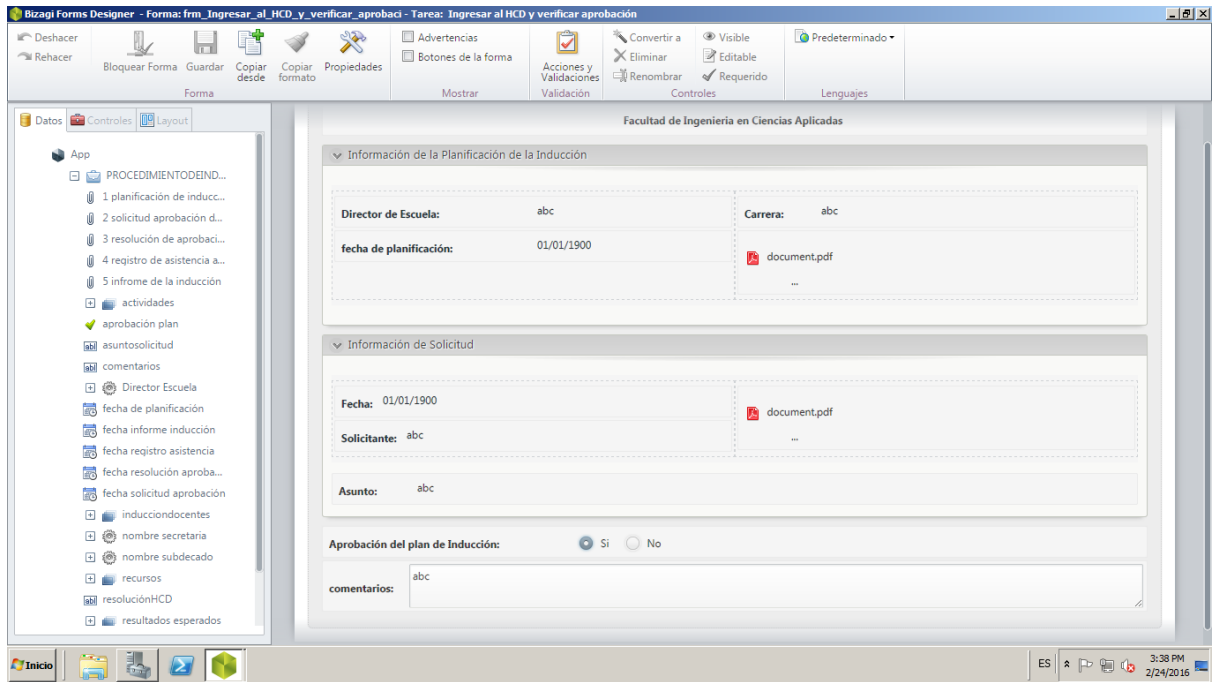 Bizagi Forms Designer - Forma: frm_Ingresar_al_HCD_y_verificar_aprobaci - Tarea: Ingresar al HCD y verificar aprobación
Deshacer
Rehacer
Bloquear Forma
Guardar
Copiar desde
Copiar formato
Propiedades
Forma
Advertencias
Botones de la forma
Mostrar
Acciones y Validaciones
Validación
Convertir a
Eliminar
Renombrar
Visible
Editable
Requerido
Controles
Predeterminado
Lenguajes
Datos
Controles
Layout
App
PROCEDIMIENTODEIND...
1 planificación de inducc...
2 solicitud aprobación d...
3 resolución de aprobaci...
4 registro de asistencia a...
5 infrome de la inducción
actividades
aprobación plan
abl asuntosolicitud
abl comentarios
Director Escuela
fecha de planificación
fecha informe inducción
fecha registro asistencia
fecha resolución aproba...
fecha solicitud aprobación
inducciondocentes
nombre secretaria
nombre subdecado
recursos
abl resoluciónHCD
resultados esperados
Facultad de Ingenieria en Ciencias Aplicadas
Información de la Planificación de la Inducción
Director de Escuela: abc
Carrera: abc
fecha de planificación: 01/01/1900
document.pdf
...
Información de Solicitud
Fecha: 01/01/1900
document.pdf
...
Solicitante: abc
Asunto: abc
Aprobación del plan de Inducción: Si No
comentarios: abc
Inicio
ES
3:38 PM
2/24/2016